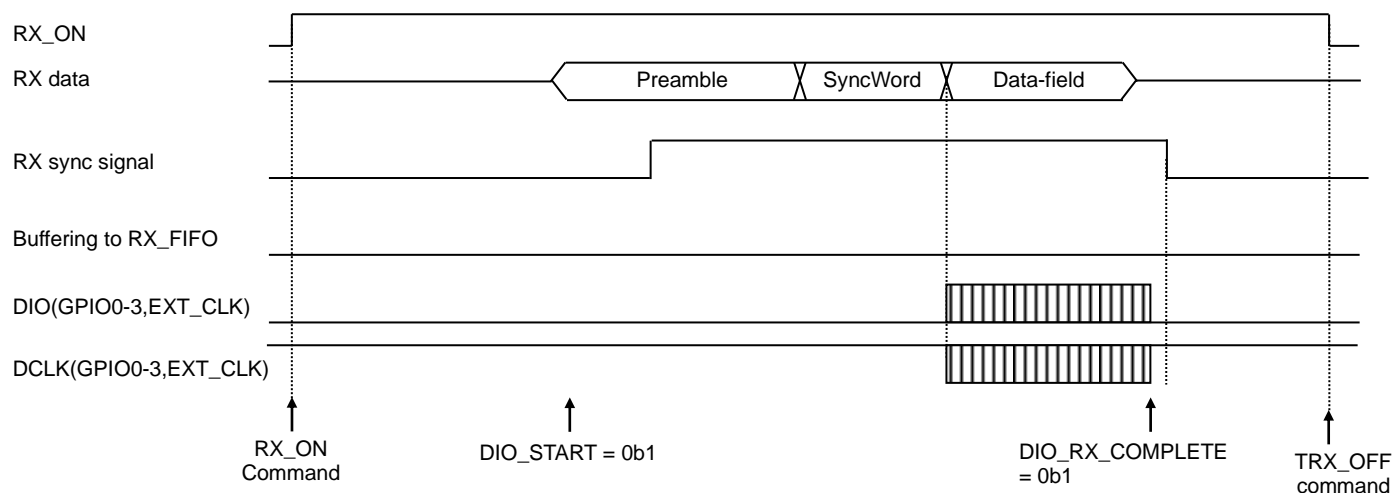 RX_ON
RX data
Preamble
SyncWord
Data-field
RX sync signal
Buffering to RX_FIFO
DIO(GPIO0-3,EXT_CLK)
DCLK(GPIO0-3,EXT_CLK)
RX_ON
Command
DIO_START = 0b1
DIO_RX_COMPLETE
= 0b1
TRX_OFF
command